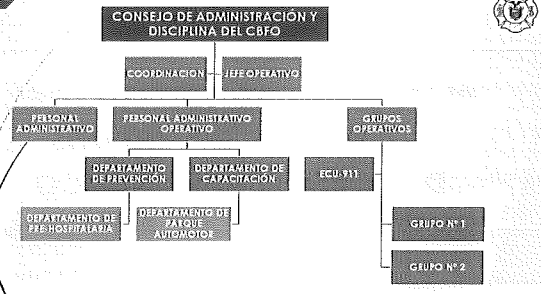 CONSEJO DE ADMINISTRACIÓN Y
DISCIPLINA DEL CBFO
COORDINACION
JEFE OPERATIVO
PERSONAL
ADMINISTRATIVO
PERSONAL ADMINISTRATIVO
OPERATIVO
GRUPOS
OPERATIVOS
DEPARTAMENTO
DE PREVENCIÓN
DEPARTAMENTO DE
CAPACITACIÓN
ECU-911
DEPARTAMENTO DE
PRE-HOSPITALARIA
DEPARTAMENTO DE
PARQUE
AUTOMOTOR
GRUPO Nº 1
GRUPO Nº 2